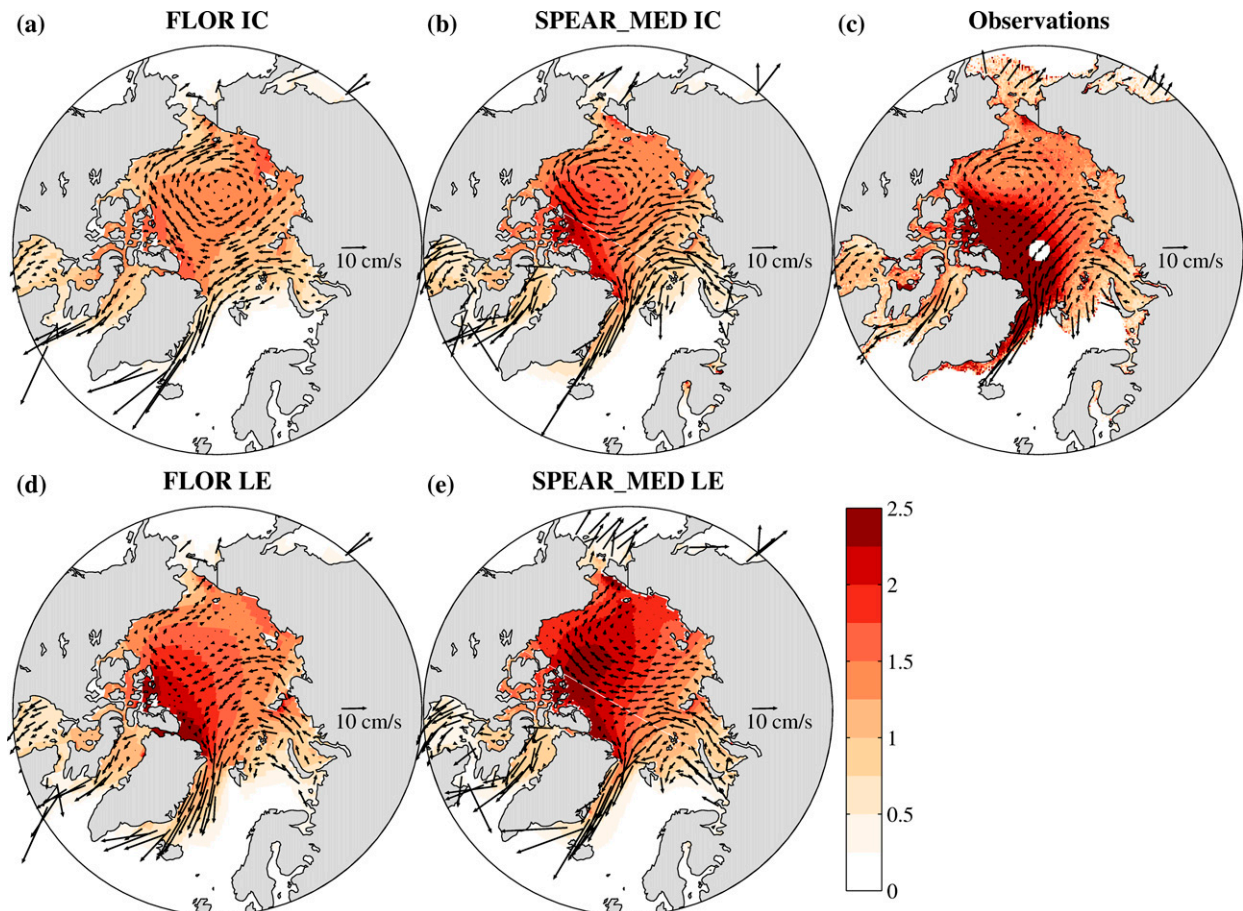 (a) FLOR IC
(b) SPEAR_MED IC
(c) Observations
10 cm/s
10 cm/s
10 cm/s
(d) FLOR LE
(e) SPEAR_MED LE
10 cm/s
10 cm/s
2.5
2
1.5
1
0.5
0